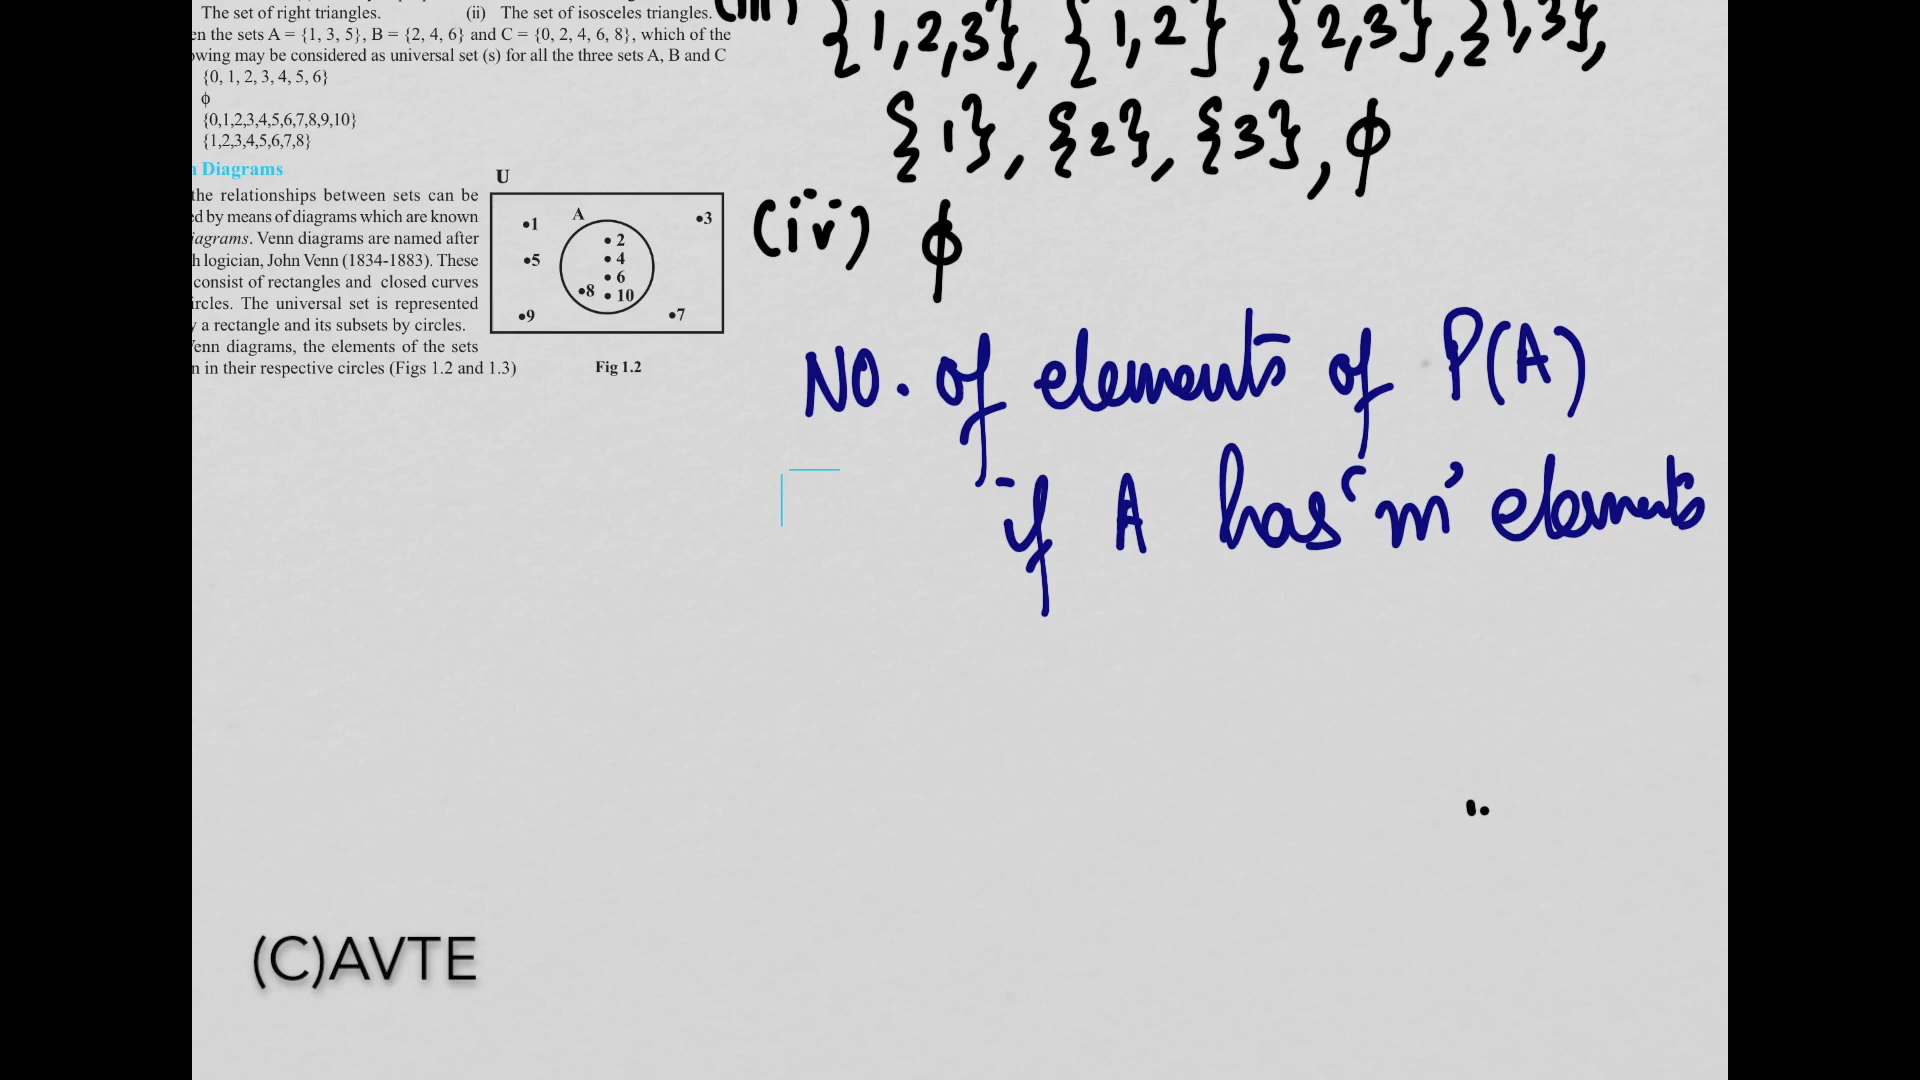 The set of right triangles. (ii) The set of isosceles triangles.
en the sets A = {1, 3, 5}, B = {2, 4, 6} and C = {0, 2, 4, 6, 8}, which of the
owing may be considered as universal set (s) for all the three sets A, B and C
{0, 1, 2, 3, 4, 5, 6}
ϕ
{0,1,2,3,4,5,6,7,8,9,10}
{1,2,3,4,5,6,7,8}
Diagrams
the relationships between sets can be
ed by means of diagrams which are known
iagrams. Venn diagrams are named after
h logician, John Venn (1834-1883). These
consist of rectangles and closed curves
ircles. The universal set is represented
y a rectangle and its subsets by circles.
enn diagrams, the elements of the sets
n in their respective circles (Figs 1.2 and 1.3)
U
A
•1
•3
•2
•4
•5
•6
•8
•10
•9
•7
Fig 1.2
(iii) {1,2,3}, {1,2}, {2,3}, {1,3},
{1}, {2}, {3}, ϕ
(iv) ϕ
NO. of elements of P(A)
if A has 'm' elements
(C)AVTE